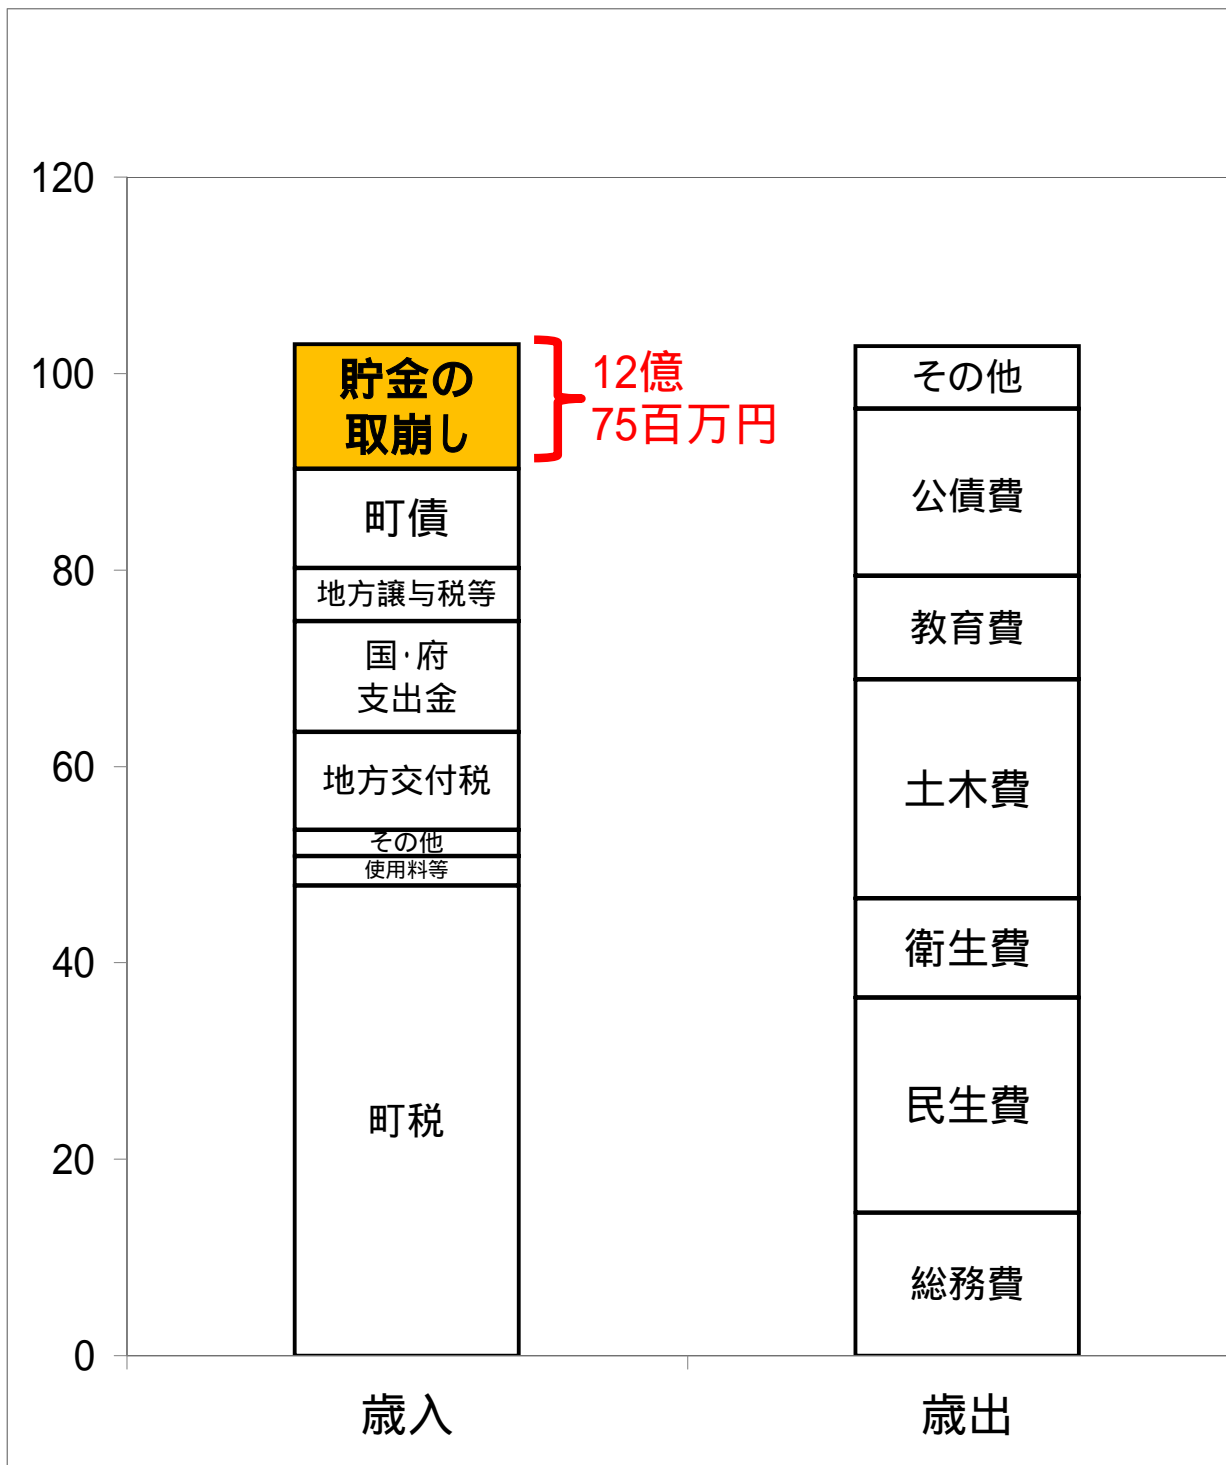 120
100
80
60
40
20
0
貯金の
取崩し
12億
75百万円
町債
地方譲与税等
国・府
支出金
地方交付税
その他
使用料等
町税
歳入
その他
公債費
教育費
土木費
衛生費
民生費
総務費
歳出